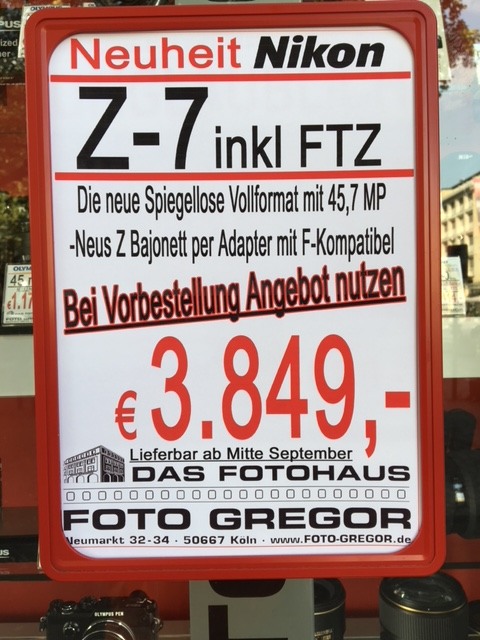 Neuheit Nikon
Z-7 inkl FTZ
Die neue Spiegellose Vollformat mit 45,7 MP
-Neus Z Bajonett per Adapter mit F-Kompatibel
Bei Vorbestellung Angebot nutzen
€ 3.849,-
Lieferbar ab Mitte September
DAS FOTOHAUS
FOTO GREGOR
Neumarkt 32-34 · 50667 Köln · www.FOTO-GREGOR.de
OLYMPUS PEN